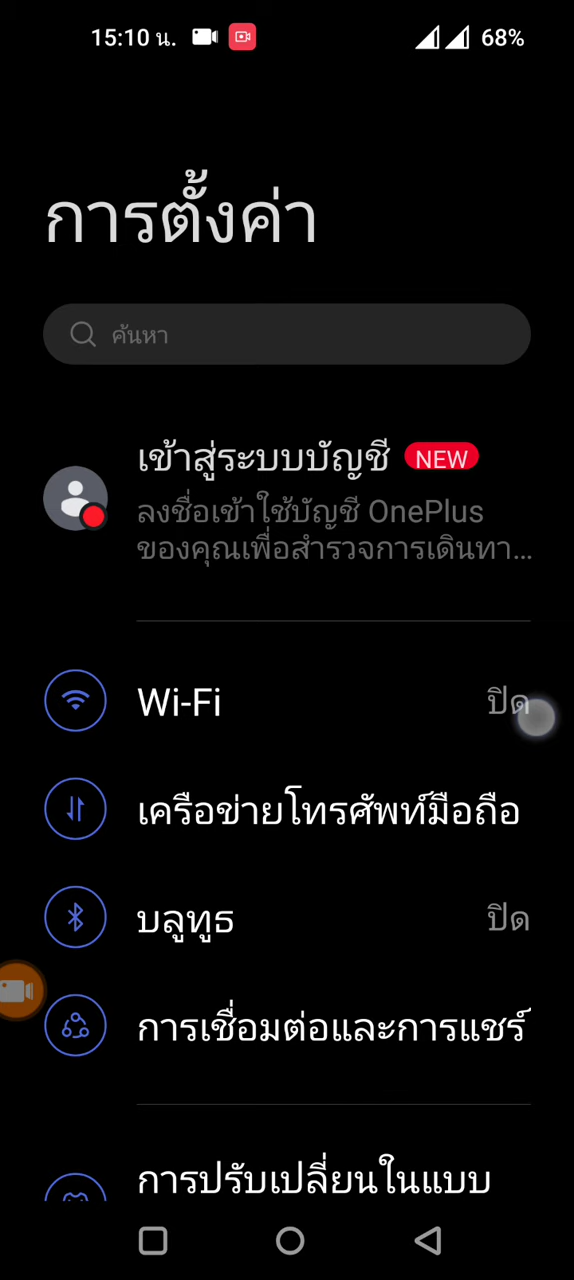 15:10 น. 68%
การตั้งค่า
ค้นหา
เข้าสู่ระบบบัญชี NEW
ลงชื่อเข้าใช้บัญชี OnePlus
ของคุณเพื่อสำรวจการเดินทา...
Wi-Fi ปิด
เครือข่ายโทรศัพท์มือถือ
บลูทูธ ปิด
การเชื่อมต่อและการแชร์
การปรับเปลี่ยนในแบบ